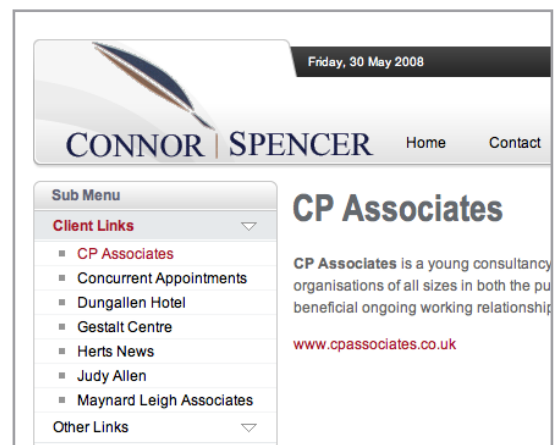 Friday, 30 May 2008
CONNOR | SPENCER
Home Contact
Sub Menu
Client Links
CP Associates
Concurrent Appointments
Dungallen Hotel
Gestalt Centre
Herts News
Judy Allen
Maynard Leigh Associates
Other Links
CP Associates
CP Associates is a young consultancy
organisations of all sizes in both the pu
beneficial ongoing working relationship
www.cpassociates.co.uk